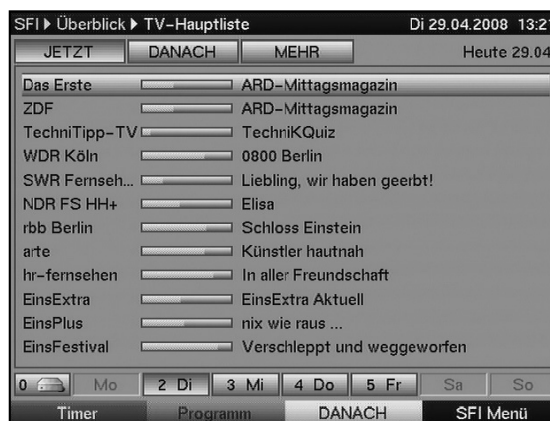 SFI ▶ Überblick ▶ TV-Hauptliste Di 29.04.2008 13:21
JETZT DANACH MEHR Heute 29.04
Das Erste ARD-Mittagsmagazin
ZDF ARD-Mittagsmagazin
TechniTipp-TV TechniKQuiz
WDR Köln 0800 Berlin
SWR Fernseh... Liebling, wir haben geerbt!
NDR FS HH+ Elisa
rbb Berlin Schloss Einstein
arte Künstler hautnah
hr-fernsehen In aller Freundschaft
EinsExtra EinsExtra Aktuell
EinsPlus nix wie raus ...
EinsFestival Verschleppt und weggeworfen
0 Mo 2 Di 3 Mi 4 Do 5 Fr Sa So
Timer Programm DANACH SFI Menü